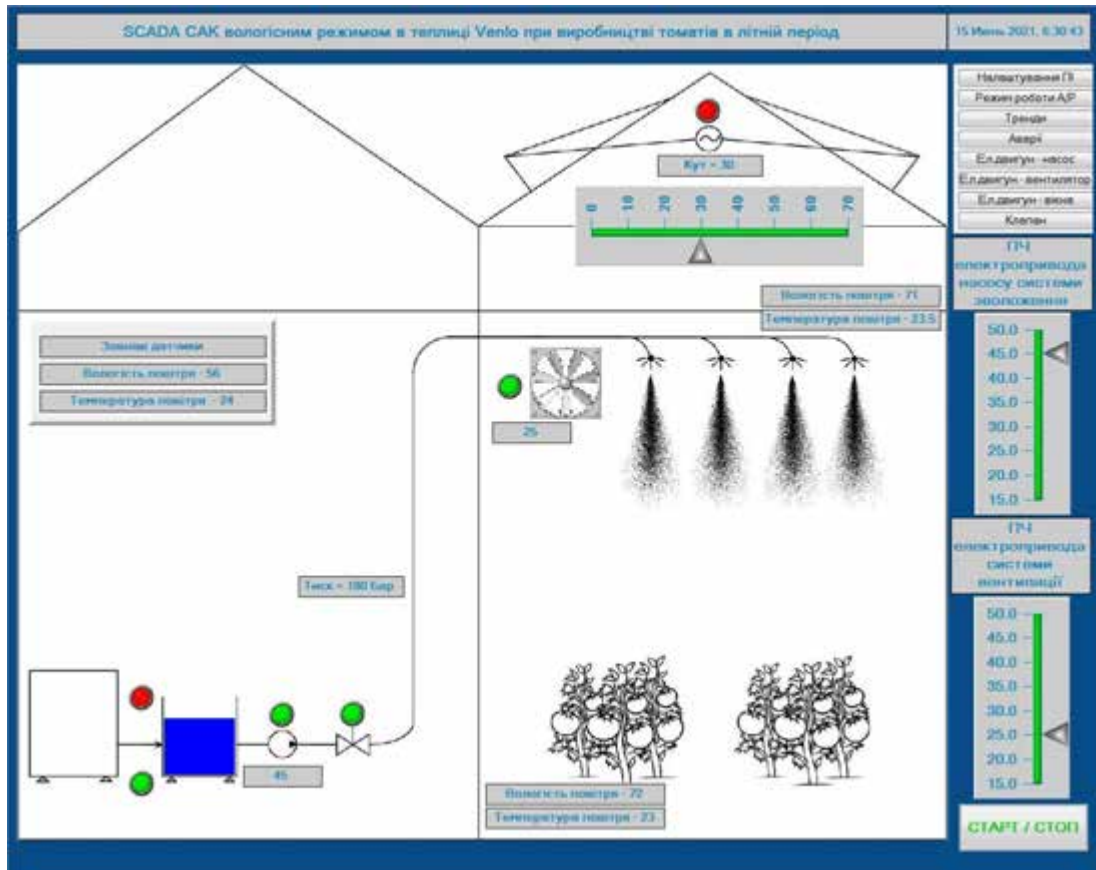 SCADA САК вологісним режимом в теплиці Venlo при виробництві томатів в літній період
15 Июнь 2021, 6:30:43
Налаштування ПІ
Режим роботи А/Р
Тренди
Аварії
Ел.двигун - насос
Ел.двигун - вентилятор
Ел.двигун - вікна
Клапан
Кут = 30
0 10 20 30 40 50 60 70
Вологість повітря - 71
Температура повітря - 23.5
Зовнішні датчики
Вологість повітря - 56
Температура повітря - 24
25
ПЧ
електропривода
насосу системи
зволоження
50.0
45.0
40.0
35.0
30.0
25.0
20.0
15.0
Тиск = 100 Бар
ПЧ
електропривода
системи
вентиляції
50.0
45.0
40.0
35.0
30.0
25.0
20.0
15.0
45
Вологість повітря - 72
Температура повітря - 23
СТАРТ / СТОП